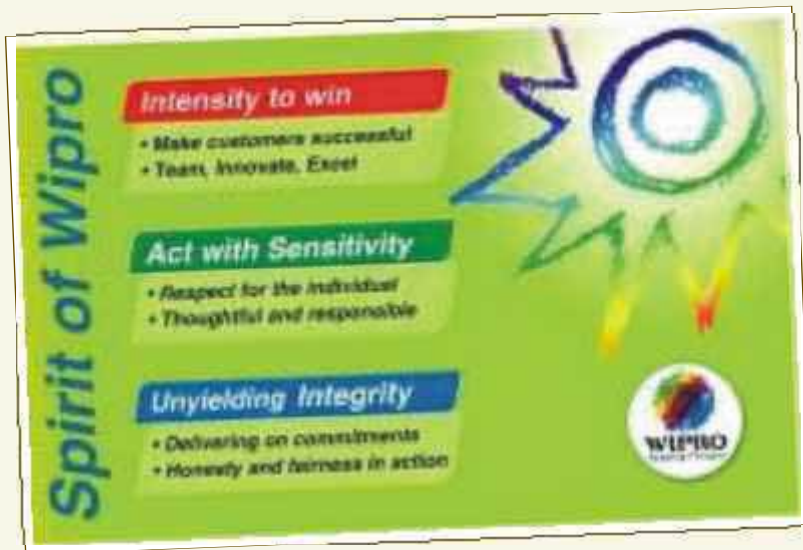 Spirit of Wipro
Intensity to win
• Make customers successful
• Team, Innovate, Excel
Act with Sensitivity
• Respect for the individual
• Thoughtful and responsible
Unyielding Integrity
• Delivering on commitments
• Honesty and fairness in action
WIPRO